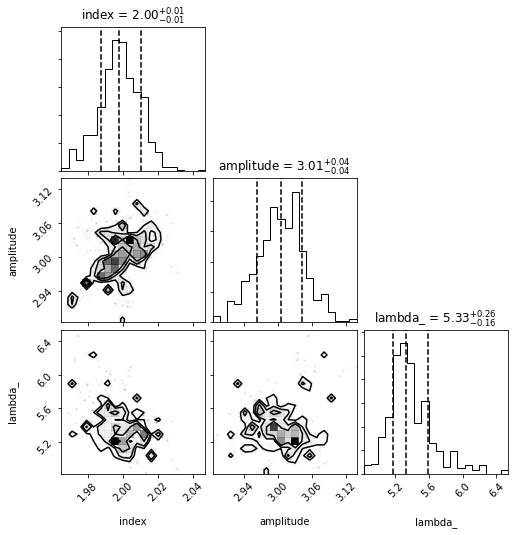 index = 2.00+0.01−0.01
amplitude = 3.01+0.04−0.04
3.12
3.06
3.00
2.94
amplitude
lambda_ = 5.33+0.26−0.16
6.4
6.0
5.6
5.2
lambda_
1.98 2.00 2.02 2.04
2.94 3.00 3.06 3.12
5.2 5.6 6.0 6.4
index amplitude lambda_